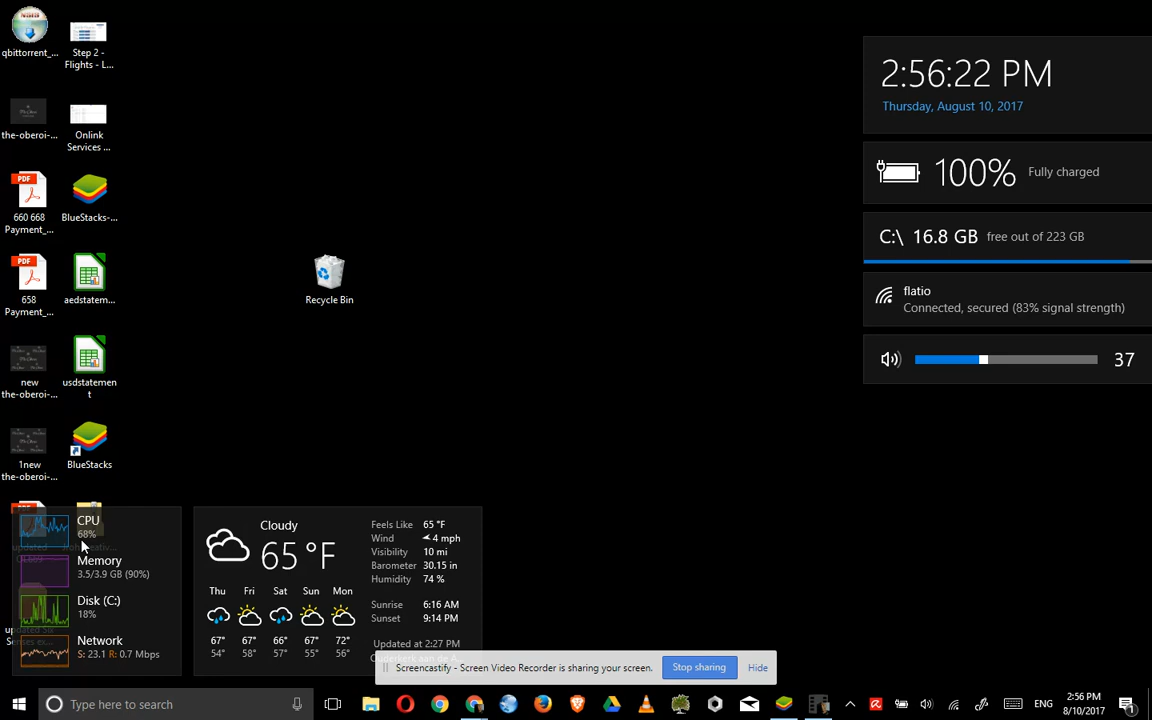 qbittorrent_...
Step 2 -
Flights - L...
the-oberoi-...
Onlink
Services ...
PDF
660 668
Payment_...
BlueStacks-...
PDF
658
Payment_...
aedstatem...
new
the-oberoi-...
usdstatemen
t
1new
the-oberoi-...
BlueStacks
Recycle Bin
2:56:22 PM
Thursday, August 10, 2017
100%
Fully charged
C:\ 16.8 GB free out of 223 GB
flatio
Connected, secured (83% signal strength)
37
CPU
68%
Memory
3.5/3.9 GB (90%)
Disk (C:)
18%
Network
S: 23.1 R: 0.7 Mbps
Cloudy
65 °F
Feels Like 65 °F
Wind 4 mph
Visibility 10 mi
Barometer 30.15 in
Humidity 74 %
Sunrise 6:16 AM
Sunset 9:14 PM
Thu Fri Sat Sun Mon
67° 67° 66° 67° 72°
54° 58° 57° 55° 56°
Updated at 2:27 PM
Screencastify - Screen Video Recorder is sharing your screen.
Stop sharing
Hide
Type here to search
ENG
2:56 PM
8/10/2017
1